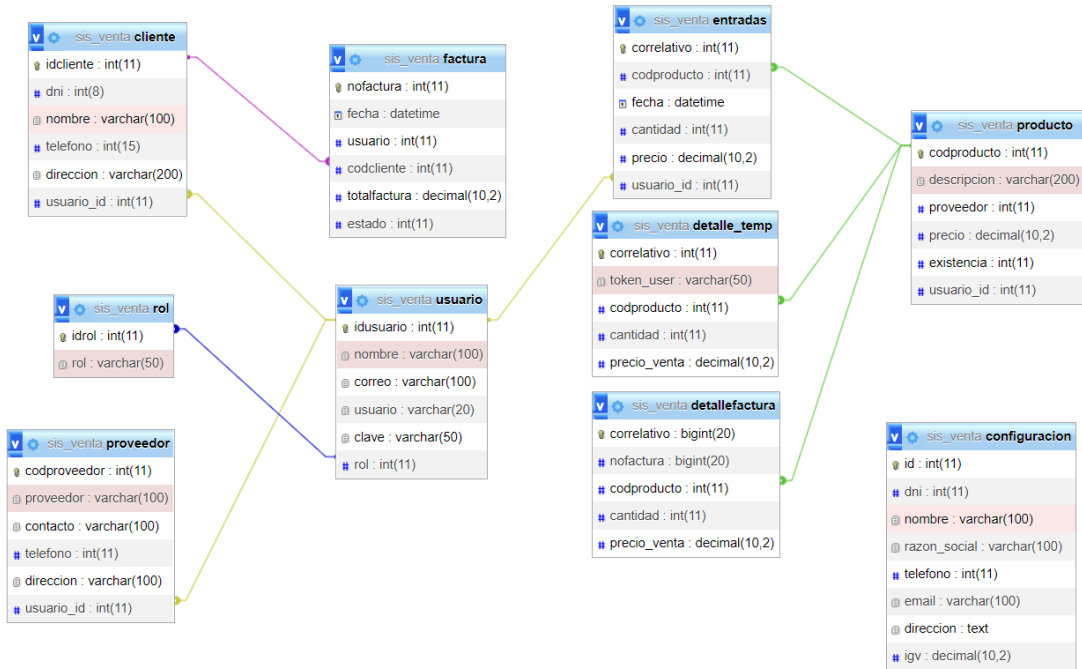 sis_venta cliente
idcliente : int(11)
dni : int(8)
nombre : varchar(100)
telefono : int(15)
direccion : varchar(200)
usuario_id : int(11)
sis_venta factura
nofactura : int(11)
fecha : datetime
usuario : int(11)
codcliente : int(11)
totalfactura : decimal(10,2)
estado : int(11)
sis_venta entradas
correlativo : int(11)
codproducto : int(11)
fecha : datetime
cantidad : int(11)
precio : decimal(10,2)
usuario_id : int(11)
sis_venta producto
codproducto : int(11)
descripcion : varchar(200)
proveedor : int(11)
precio : decimal(10,2)
existencia : int(11)
usuario_id : int(11)
sis_venta detalle_temp
correlativo : int(11)
token_user : varchar(50)
codproducto : int(11)
cantidad : int(11)
precio_venta : decimal(10,2)
sis_venta rol
idrol : int(11)
rol : varchar(50)
sis_venta usuario
idusuario : int(11)
nombre : varchar(100)
correo : varchar(100)
usuario : varchar(20)
clave : varchar(50)
rol : int(11)
sis_venta detallefactura
correlativo : bigint(20)
nofactura : bigint(20)
codproducto : int(11)
cantidad : int(11)
precio_venta : decimal(10,2)
sis_venta proveedor
codproveedor : int(11)
proveedor : varchar(100)
contacto : varchar(100)
telefono : int(11)
direccion : varchar(100)
usuario_id : int(11)
sis_venta configuracion
id : int(11)
dni : int(11)
nombre : varchar(100)
razon_social : varchar(100)
telefono : int(11)
email : varchar(100)
direccion : text
igv : decimal(10,2)